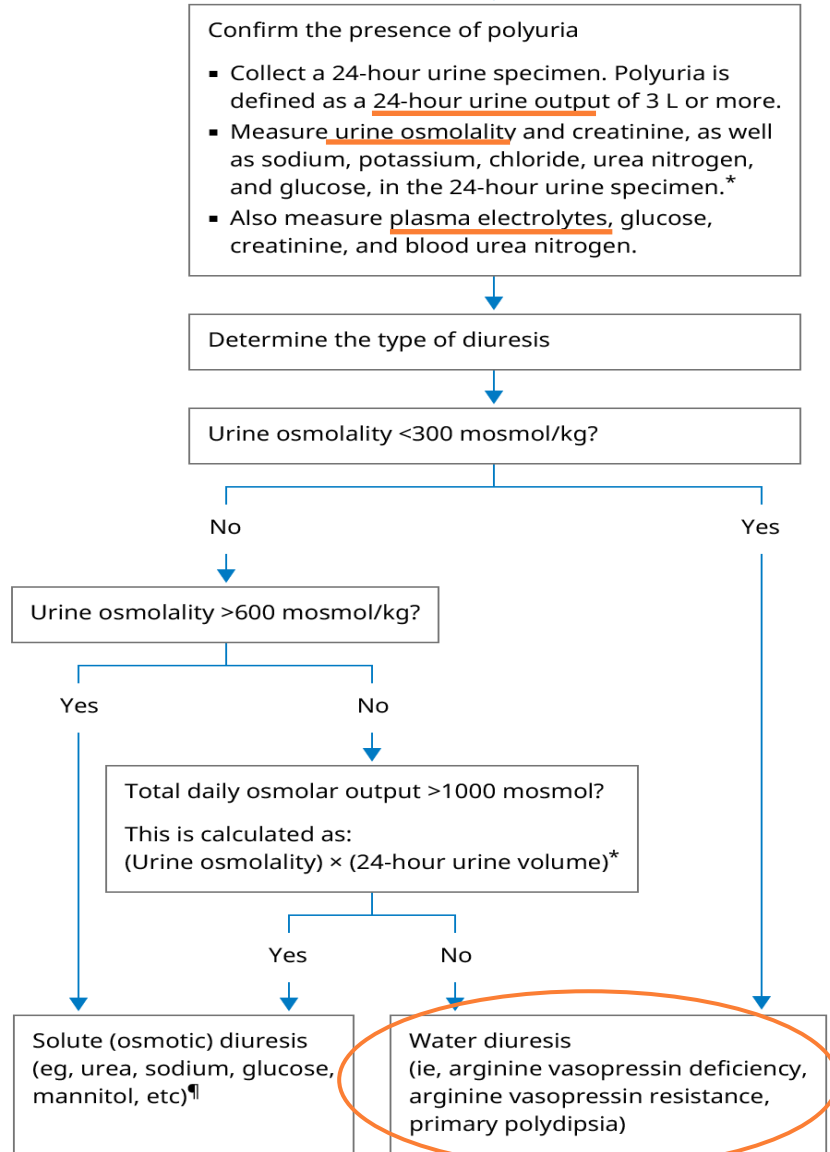 Confirm the presence of polyuria
▪ Collect a 24-hour urine specimen. Polyuria is
defined as a 24-hour urine output of 3 L or more.
▪ Measure urine osmolality and creatinine, as well
as sodium, potassium, chloride, urea nitrogen,
and glucose, in the 24-hour urine specimen.*
▪ Also measure plasma electrolytes, glucose,
creatinine, and blood urea nitrogen.
Determine the type of diuresis
Urine osmolality <300 mosmol/kg?
No
Yes
Urine osmolality >600 mosmol/kg?
Yes
No
Total daily osmolar output >1000 mosmol?
This is calculated as:
(Urine osmolality) × (24-hour urine volume)*
Yes
No
Solute (osmotic) diuresis
(eg, urea, sodium, glucose,
mannitol, etc)¶
Water diuresis
(ie, arginine vasopressin deficiency,
arginine vasopressin resistance,
primary polydipsia)